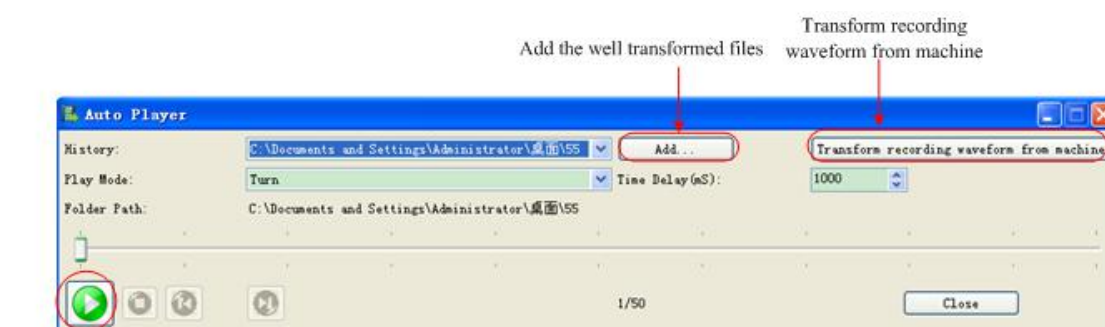 Transform recording
Add the well transformed files waveform from machine
Auto Player
History: C:\Documents and Settings\Administrator\桌面\55 Add... Transform recording waveform from machine
Play Mode: Turn Time Delay(mS): 1000
Folder Path: C:\Documents and Settings\Administrator\桌面\55
1/50 Close